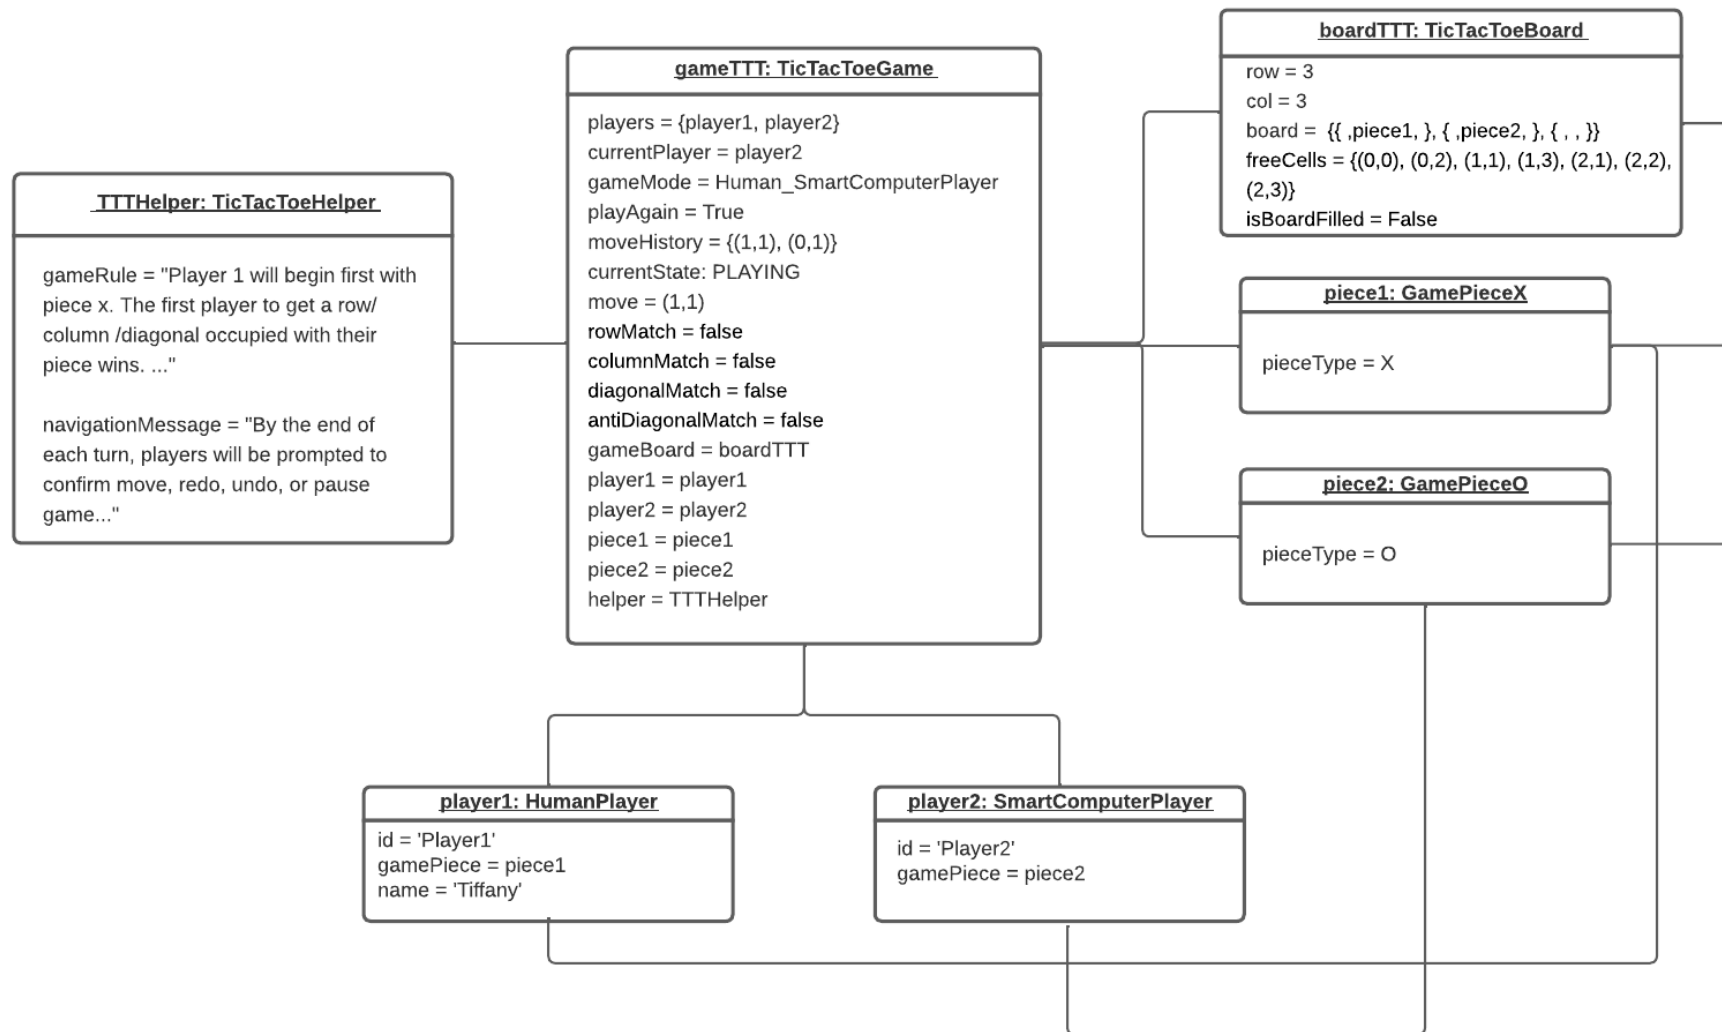 TTTHelper: TicTacToeHelper
gameRule = "Player 1 will begin first with
piece x. The first player to get a row/
column /diagonal occupied with their
piece wins. ..."
navigationMessage = "By the end of
each turn, players will be prompted to
confirm move, redo, undo, or pause
game..."
gameTTT: TicTacToeGame
players = {player1, player2}
currentPlayer = player2
gameMode = Human_SmartComputerPlayer
playAgain = True
moveHistory = {(1,1), (0,1)}
currentState: PLAYING
move = (1,1)
rowMatch = false
columnMatch = false
diagonalMatch = false
antiDiagonalMatch = false
gameBoard = boardTTT
player1 = player1
player2 = player2
piece1 = piece1
piece2 = piece2
helper = TTTHelper
boardTTT: TicTacToeBoard
row = 3
col = 3
board =  {{ ,piece1, }, { ,piece2, }, { , , }}
freeCells = {(0,0), (0,2), (1,1), (1,3), (2,1), (2,2),
(2,3)}
isBoardFilled = False
piece1: GamePieceX
pieceType = X
piece2: GamePieceO
pieceType = O
player1: HumanPlayer
id = 'Player1'
gamePiece = piece1
name = 'Tiffany'
player2: SmartComputerPlayer
id = 'Player2'
gamePiece = piece2